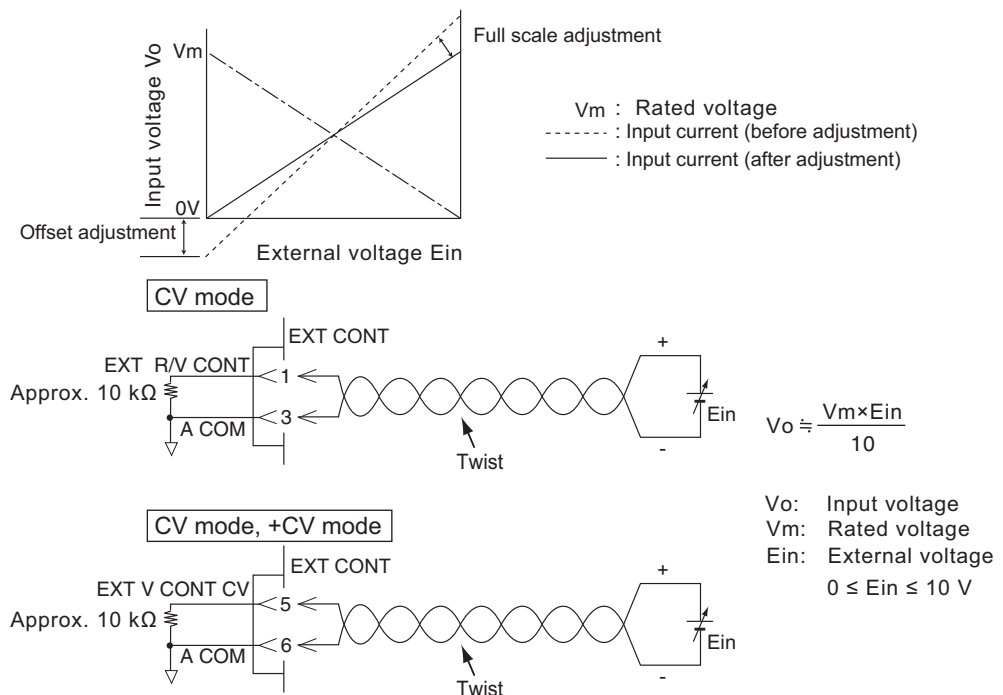 Input voltage Vo
Vm
0V
Offset adjustment
External voltage Ein
Full scale adjustment
Vm : Rated voltage
: Input current (before adjustment)
: Input current (after adjustment)
CV mode
EXT CONT
EXT R/V CONT
1
Approx. 10 kΩ
3
A COM
Twist
+
Ein
-
Vo ≒ Vm×Ein
10
CV mode, +CV mode
EXT CONT
EXT V CONT CV
5
Approx. 10 kΩ
6
A COM
Twist
+
Ein
-
Vo: Input voltage
Vm: Rated voltage
Ein: External voltage
0 ≤ Ein ≤ 10 V